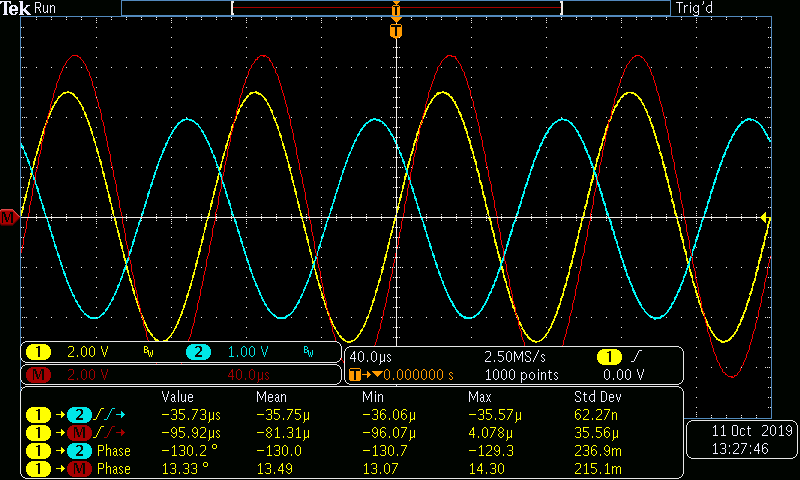 Tek Run Trig'd
T
T
M
1 2.00 V BW 2 1.00 V BW
M 2.00 V 40.0µs
40.0µs 2.50MS/s 1
T→▼0.000000 s 1000 points 0.00 V
Value Mean Min Max Std Dev
1 → 2 −35.73µs −35.75µ −36.06µ −35.57µ 62.27n
1 → M −95.92µs −81.31µ −96.07µ 4.078µ 35.56µ
1 → 2 Phase −130.2 ° −130.0 −130.7 −129.3 236.9m
1 → M Phase 13.33 ° 13.49 13.07 14.30 215.1m
11 Oct 2019
13:27:46